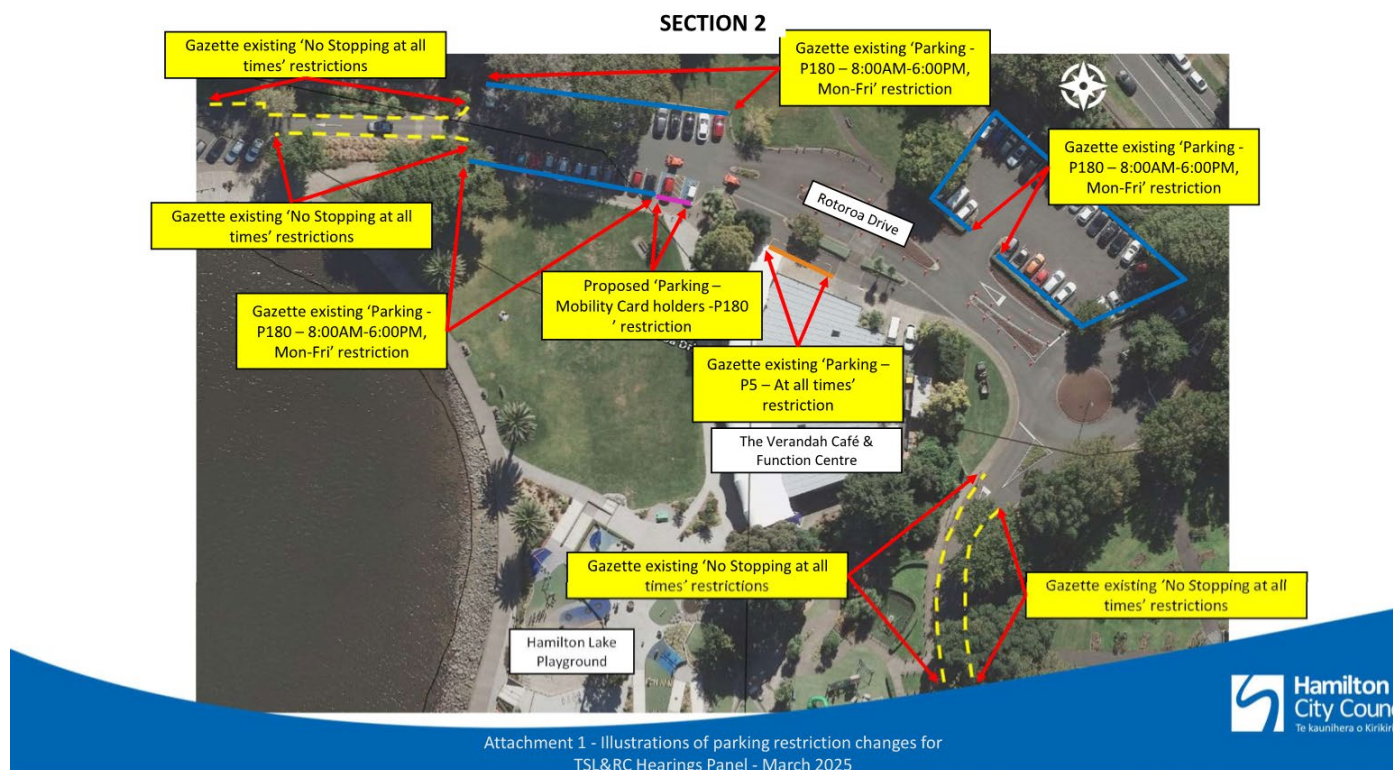 SECTION 2
Gazette existing ‘No Stopping at all
times’ restrictions
Gazette existing ‘Parking -
P180 – 8:00AM-6:00PM,
Mon-Fri’ restriction
Gazette existing ‘Parking -
P180 – 8:00AM-6:00PM,
Mon-Fri’ restriction
Rotoroa Drive
Gazette existing ‘No Stopping at all
times’ restrictions
Proposed ‘Parking –
Mobility Card holders -P180
’ restriction
Gazette existing ‘Parking -
P180 – 8:00AM-6:00PM,
Mon-Fri’ restriction
Gazette existing ‘Parking –
P5 – At all times’
restriction
The Verandah Café &
Function Centre
Gazette existing ‘No Stopping at all
times’ restrictions
Gazette existing ‘No Stopping at all
times’ restrictions
Hamilton Lake
Playground
Hamilton
City Counc
Te kaunihera o Kirikiri
Attachment 1 - Illustrations of parking restriction changes for
TSL&RC Hearings Panel - March 2025